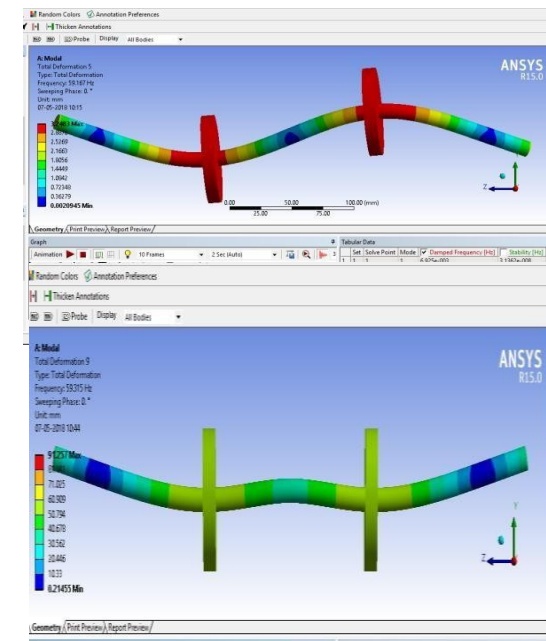 Random Colors Annotation Preferences
Thicken Annotations
Probe Display All Bodies
A: Modal
Total Deformation 5
Type: Total Deformation
Frequency: 59.167 Hz
Sweeping Phase: 0. °
Unit: mm
07-05-2018 10:15
ANSYS
R15.0
Max
2.5269
2.1663
1.8056
1.4449
1.0842
0.72348
0.36279
0.0020945 Min
0.00 50.00 100.00 (mm)
25.00 75.00
Z
Geometry Print Preview Report Preview
Graph Tabular Data
Animation 10 Frames 2 Sec (Auto)
Set Solve Point Mode Damped Frequency [Hz] Stability [Hz]
Random Colors Annotation Preferences
Thicken Annotations
Probe Display All Bodies
A: Modal
Total Deformation 9
Type: Total Deformation
Frequency: 59.315 Hz
Sweeping Phase: 0. °
Unit: mm
07-05-2018 10:44
ANSYS
R15.0
91.257 Max
71.025
60.909
50.794
40.678
30.562
20.446
10.33
0.21455 Min
Y
Z
Geometry Print Preview Report Preview